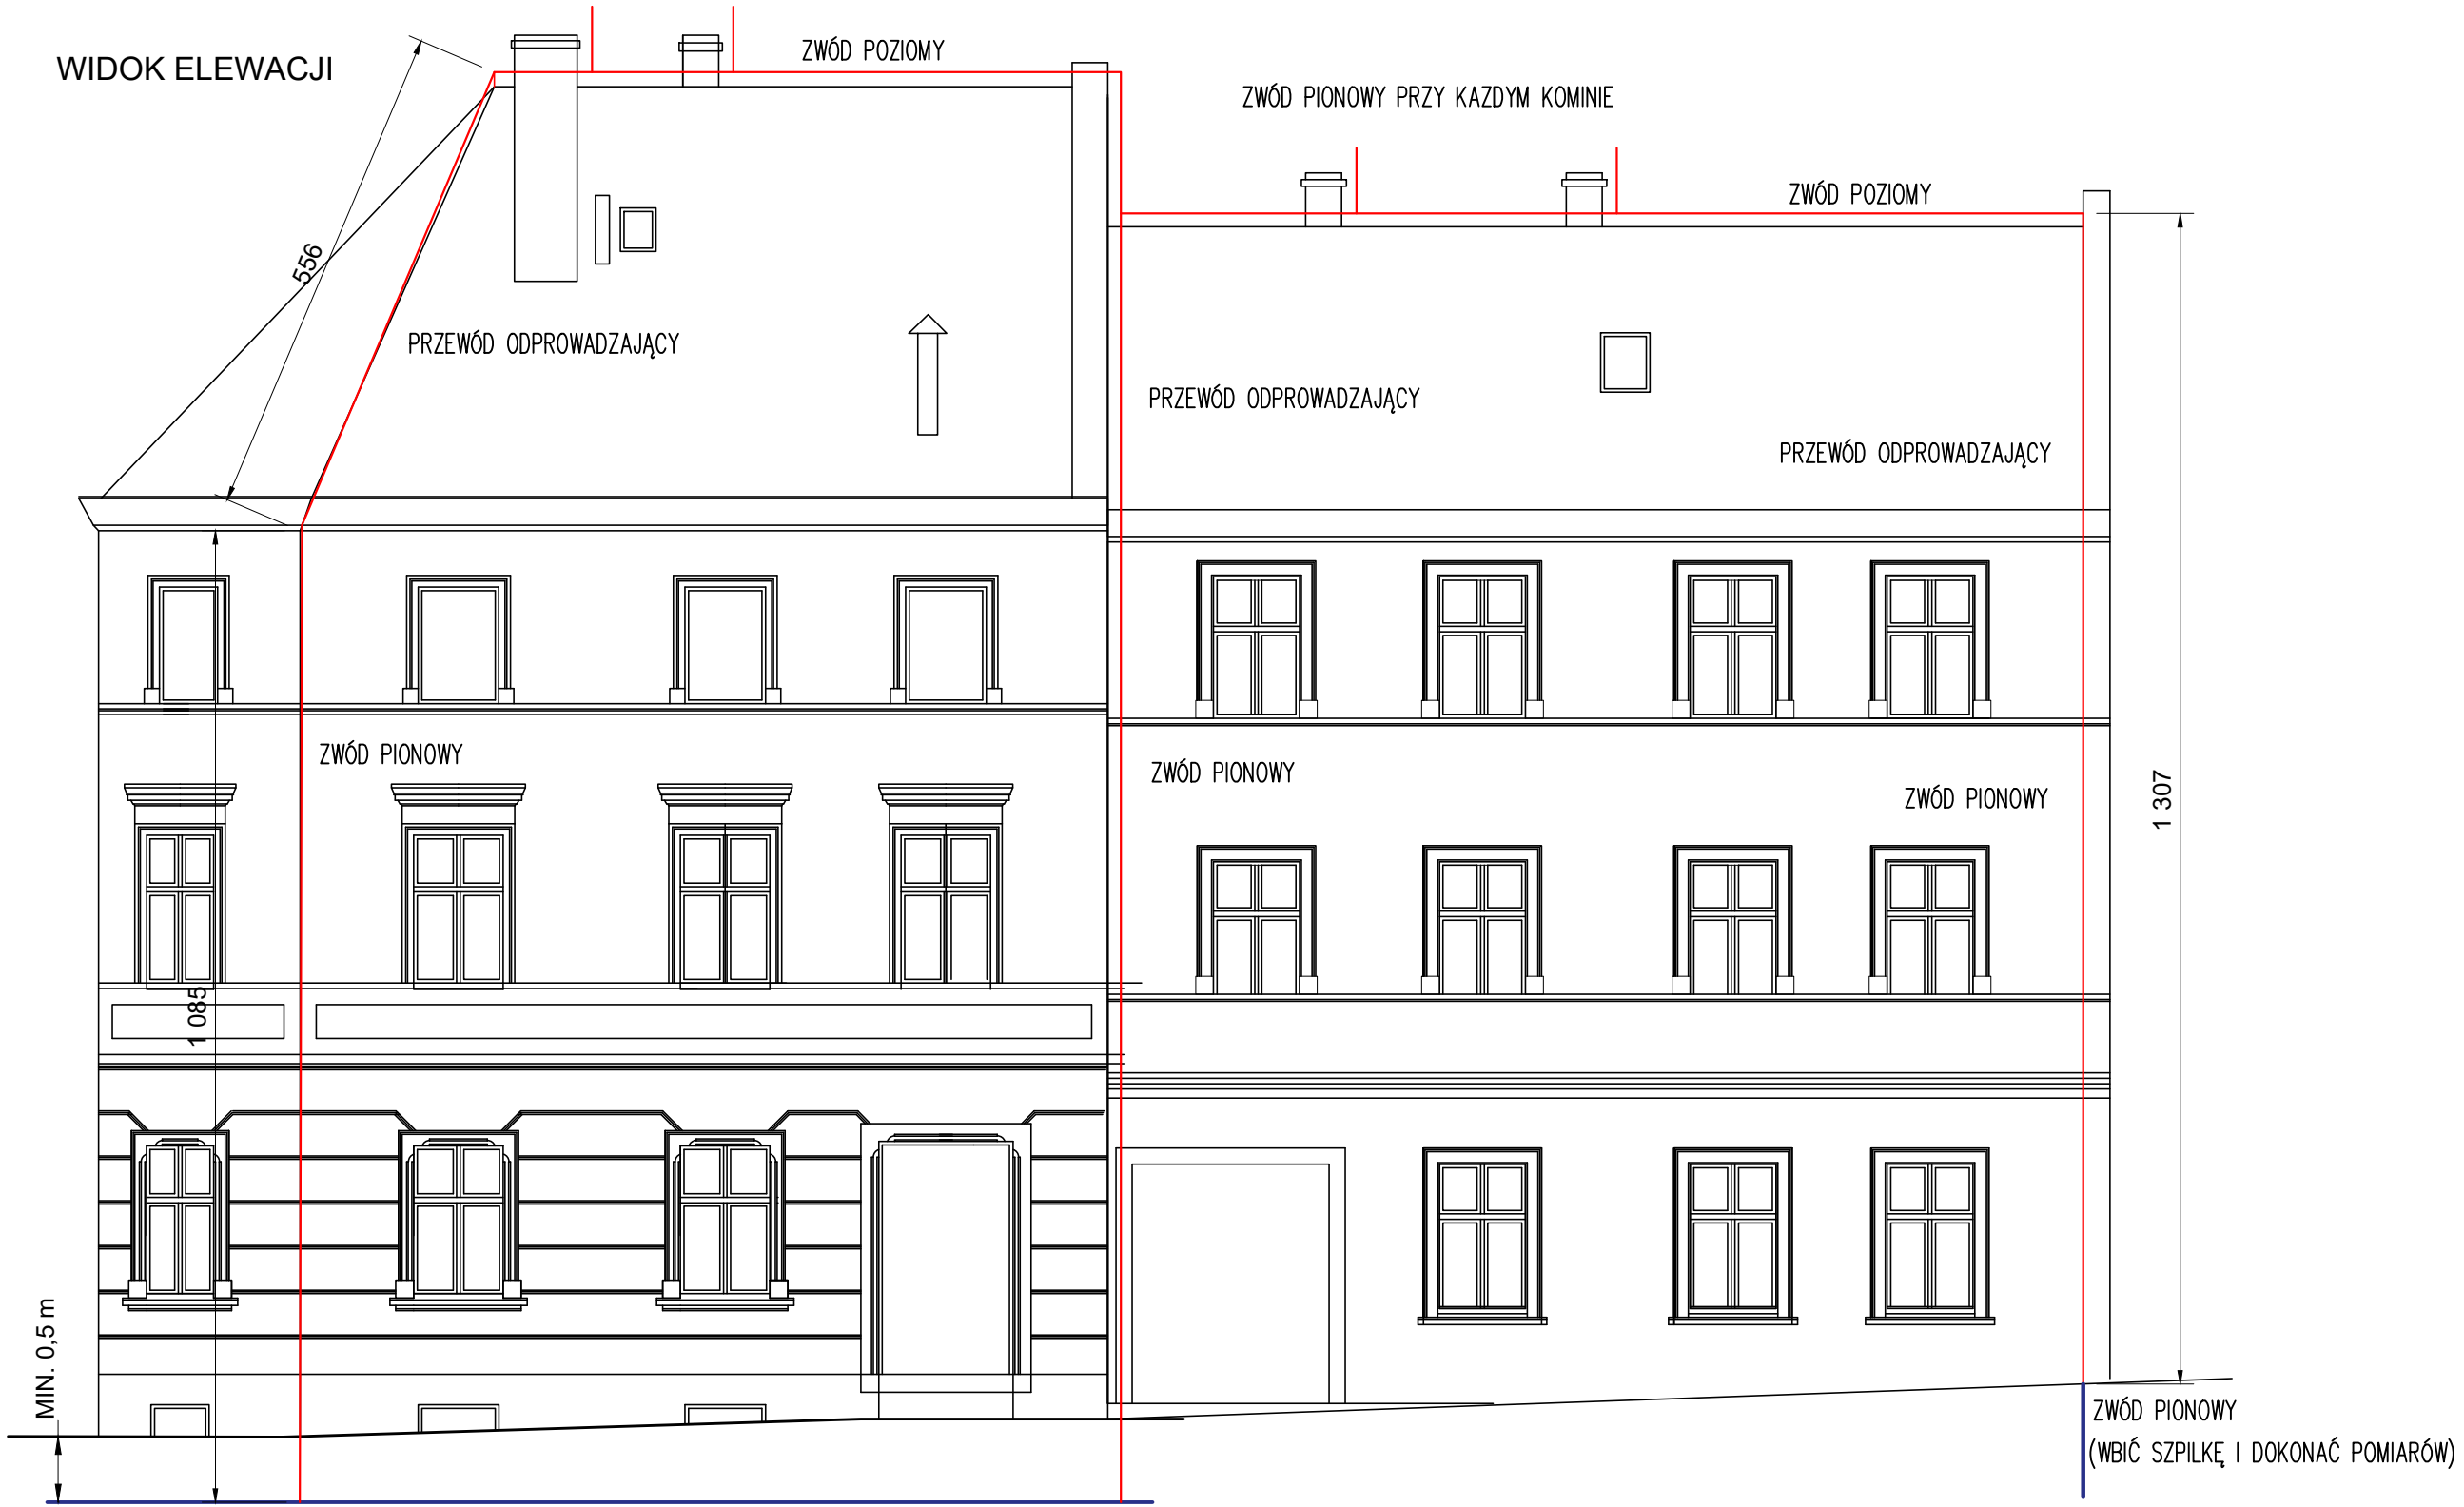 WIDOK ELEWACJI
ZWÓD POZIOMY
ZWÓD PIONOWY PRZY KAZDYM KOMINIE
ZWÓD POZIOMY
556
PRZEWÓD ODPROWADZAJĄCY
PRZEWÓD ODPROWADZAJĄCY
PRZEWÓD ODPROWADZAJĄCY
ZWÓD PIONOWY
ZWÓD PIONOWY
ZWÓD PIONOWY
1 307
1 085
MIN. 0,5 m
ZWÓD PIONOWY
(WBIĆ SZPILKĘ I DOKONAĆ POMIARÓW)